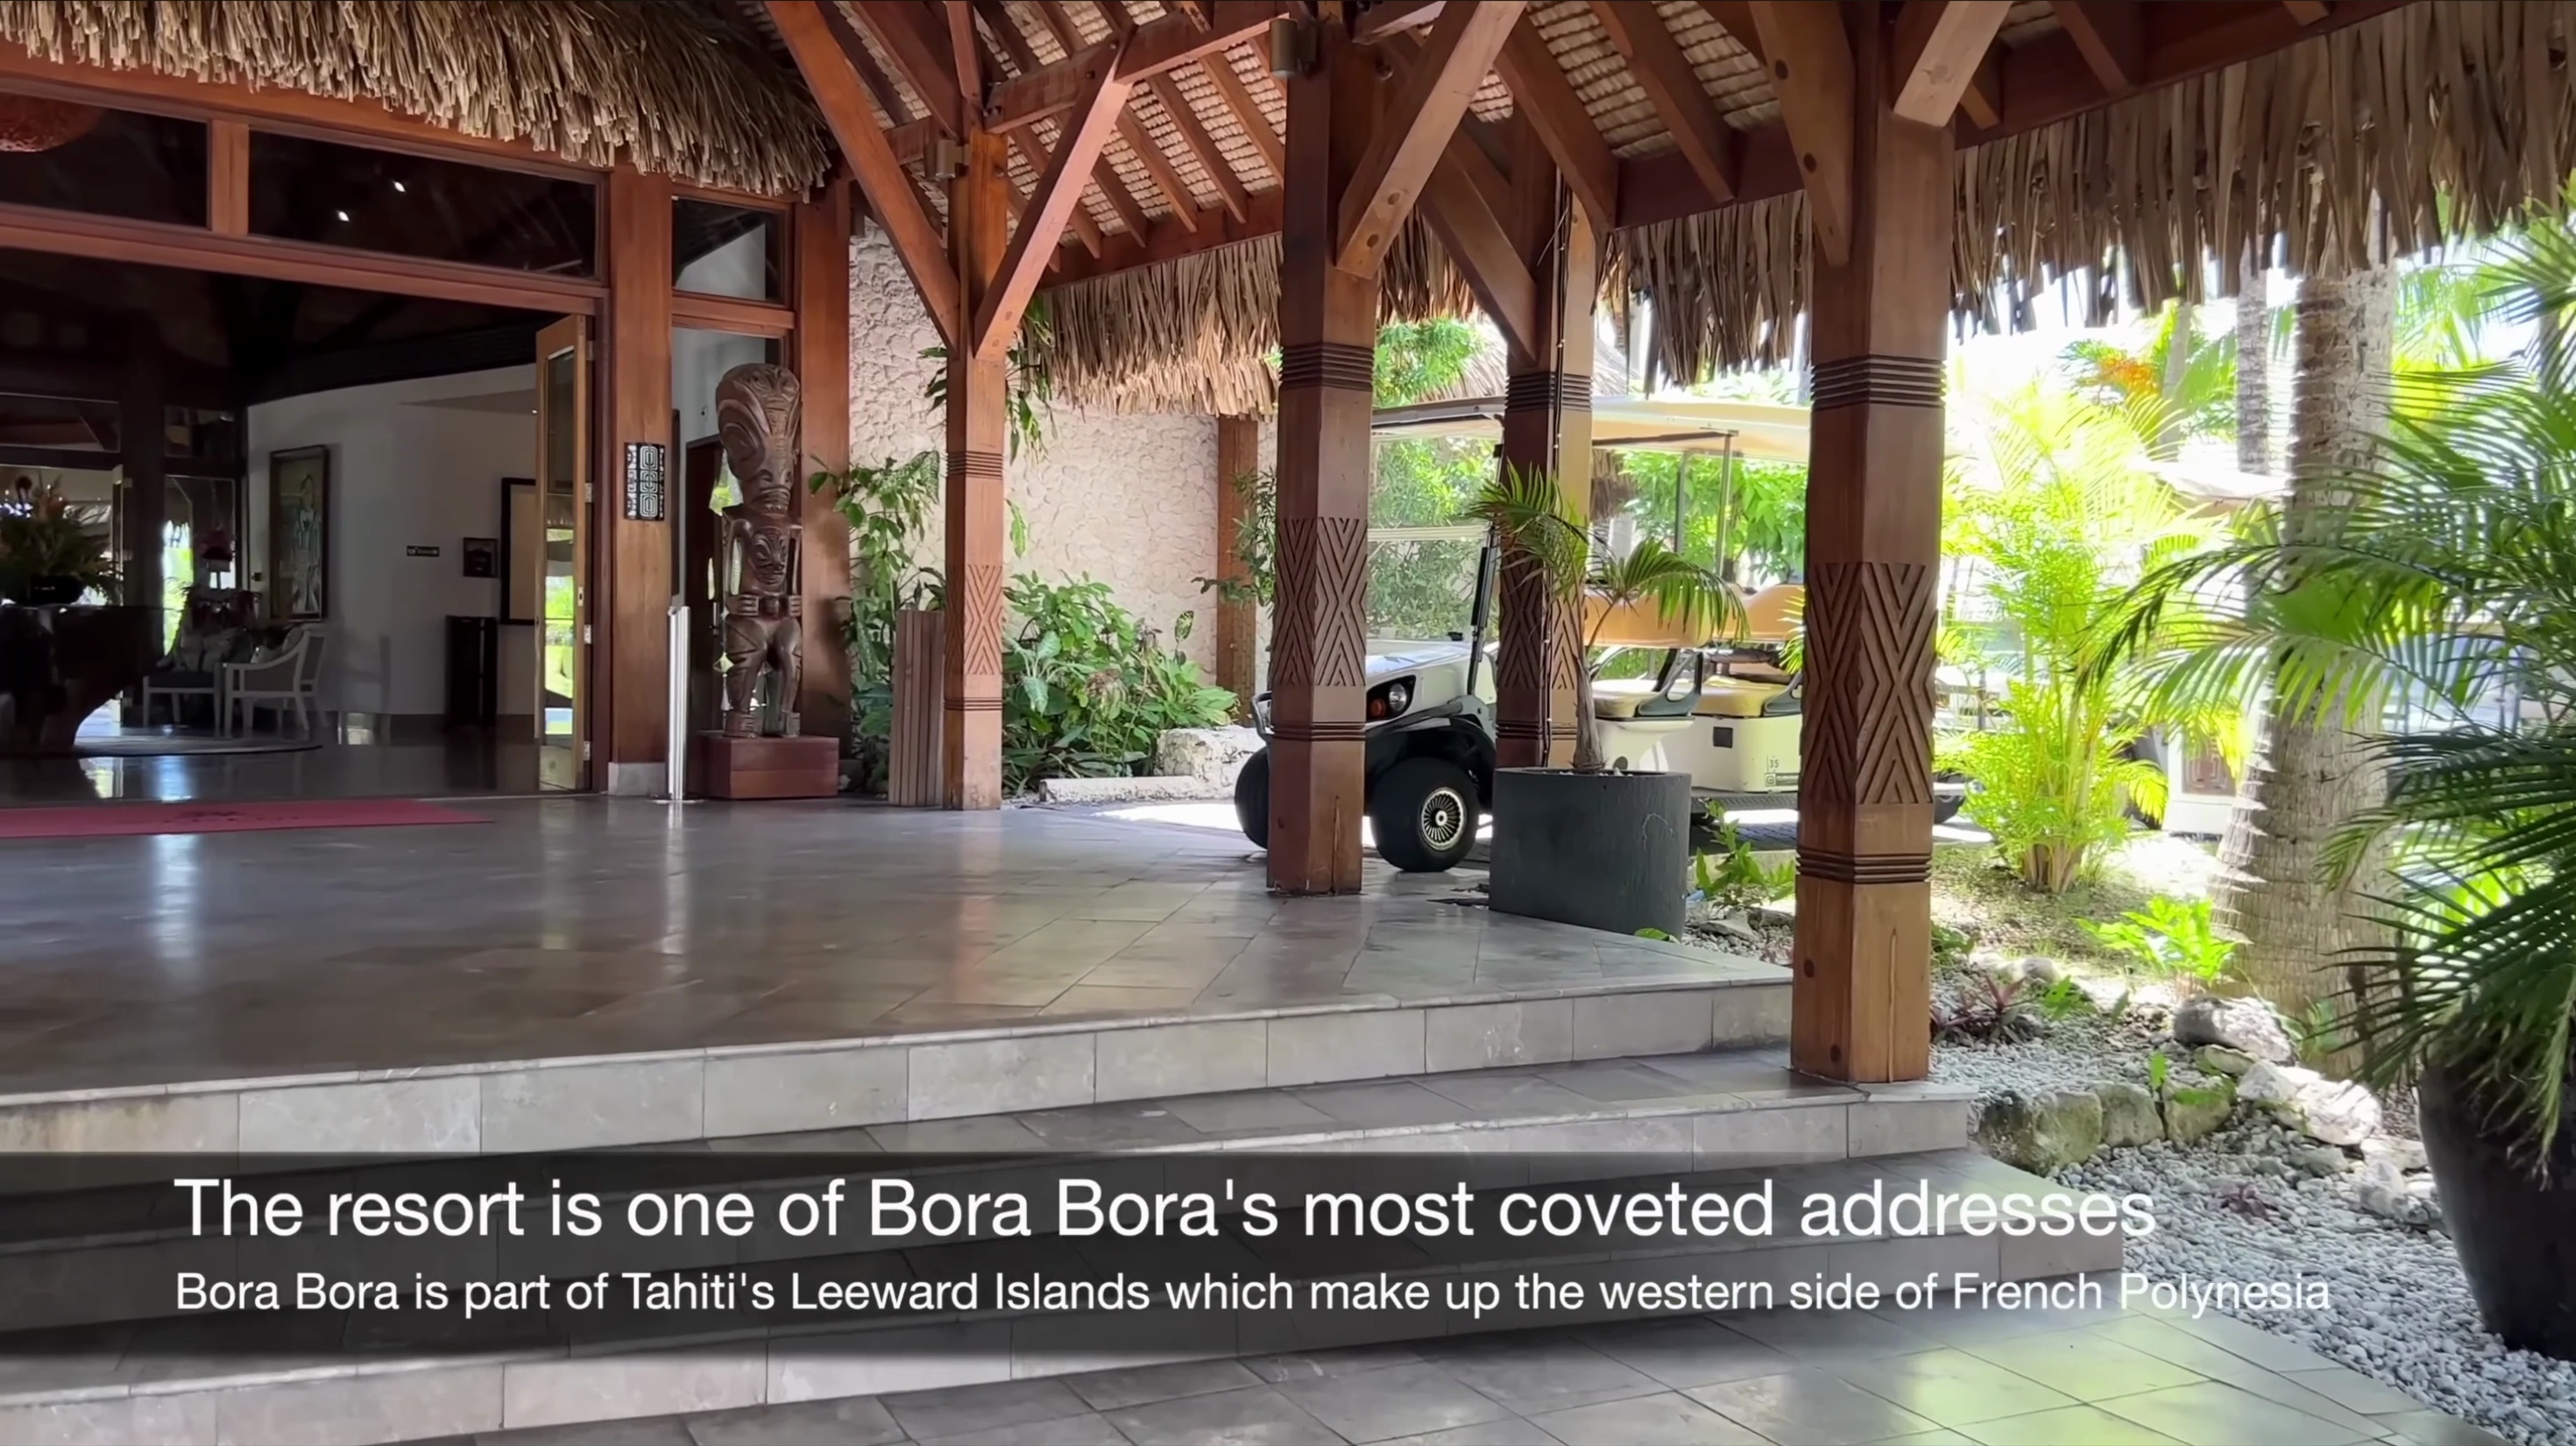 35
The resort is one of Bora Bora's most coveted addresses
Bora Bora is part of Tahiti's Leeward Islands which make up the western side of French Polynesia